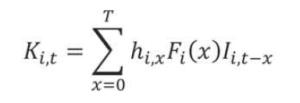 $K_{i,t} = \sum_{x=0}^{T} h_{i,x} F_i(x) I_{i,t-x}$